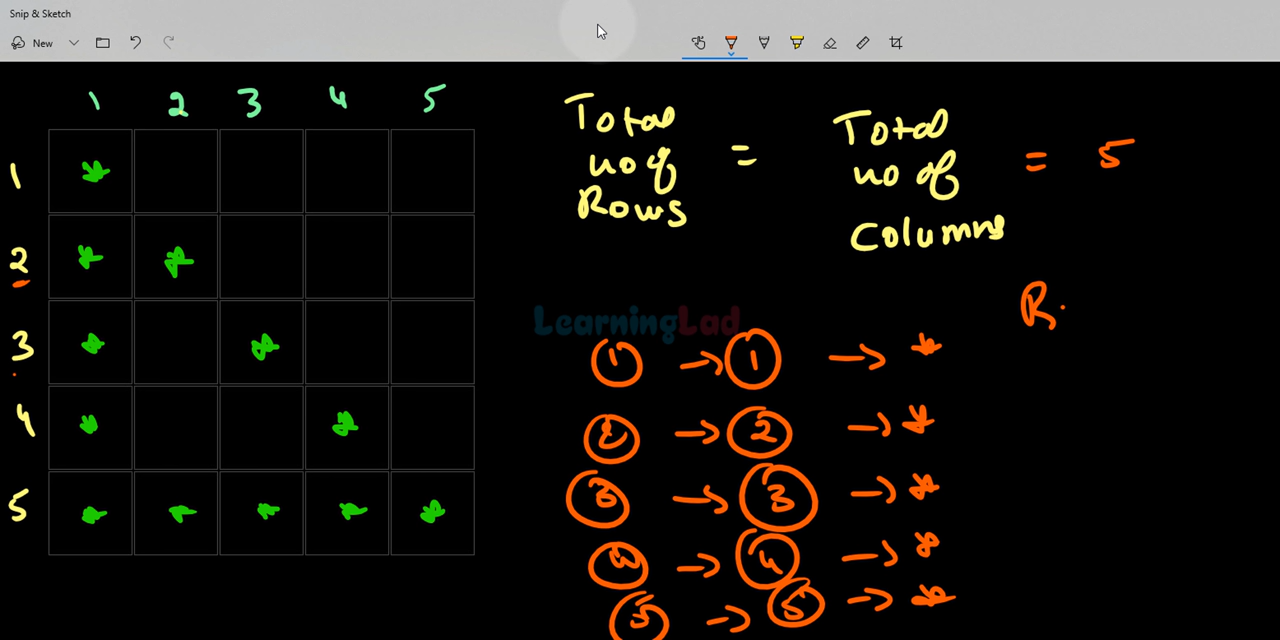 Snip & Sketch
New
1 2 3 4 5
1
2
3
4
5
Total no of Rows = Total no of Columns = 5
R.
LearningLad
1 → 1 → *
2 → 2 → *
3 → 3 → *
4 → 4 → *
5 → 5 → *